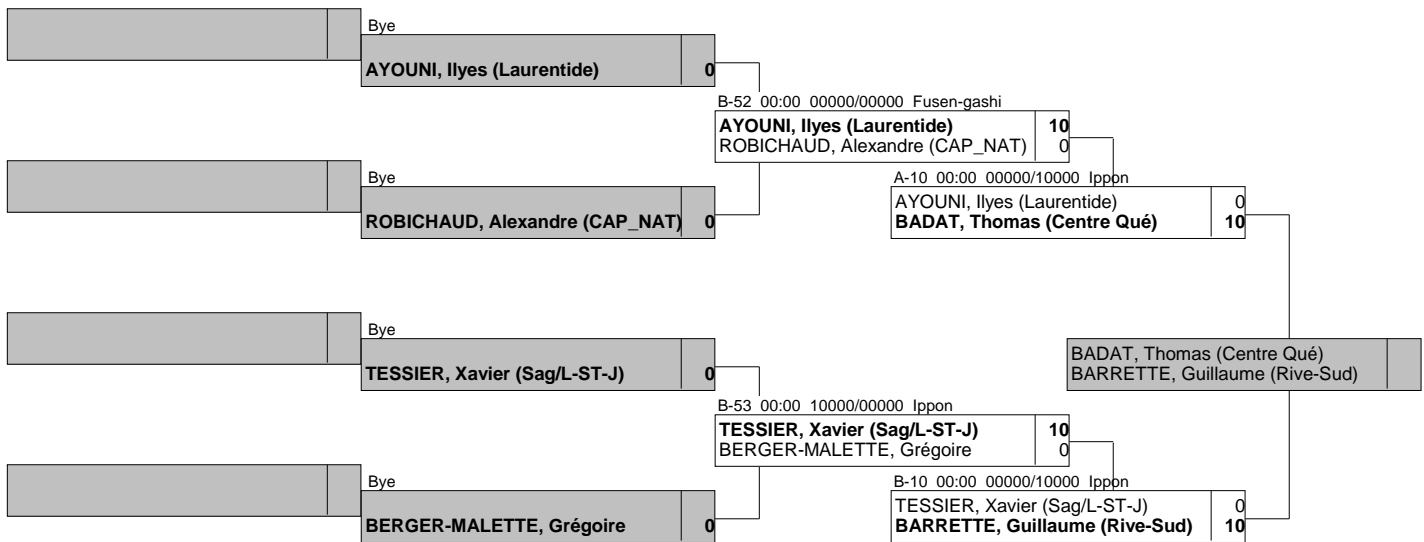 Bye
AYOUNI, Ilyes (Laurentide) 0
B-52 00:00 00000/00000 Fusen-gashi
AYOUNI, Ilyes (Laurentide) 10
ROBICHAUD, Alexandre (CAP_NAT) 0
Bye
ROBICHAUD, Alexandre (CAP_NAT) 0
A-10 00:00 00000/10000 Ippon
AYOUNI, Ilyes (Laurentide) 0
BADAT, Thomas (Centre Qué) 10
Bye
TESSIER, Xavier (Sag/L-ST-J) 0
BADAT, Thomas (Centre Qué)
BARRETTE, Guillaume (Rive-Sud)
B-53 00:00 10000/00000 Ippon
TESSIER, Xavier (Sag/L-ST-J) 10
BERGER-MALETTE, Grégoire 0
Bye
BERGER-MALETTE, Grégoire 0
B-10 00:00 00000/10000 Ippon
TESSIER, Xavier (Sag/L-ST-J) 0
BARRETTE, Guillaume (Rive-Sud) 10